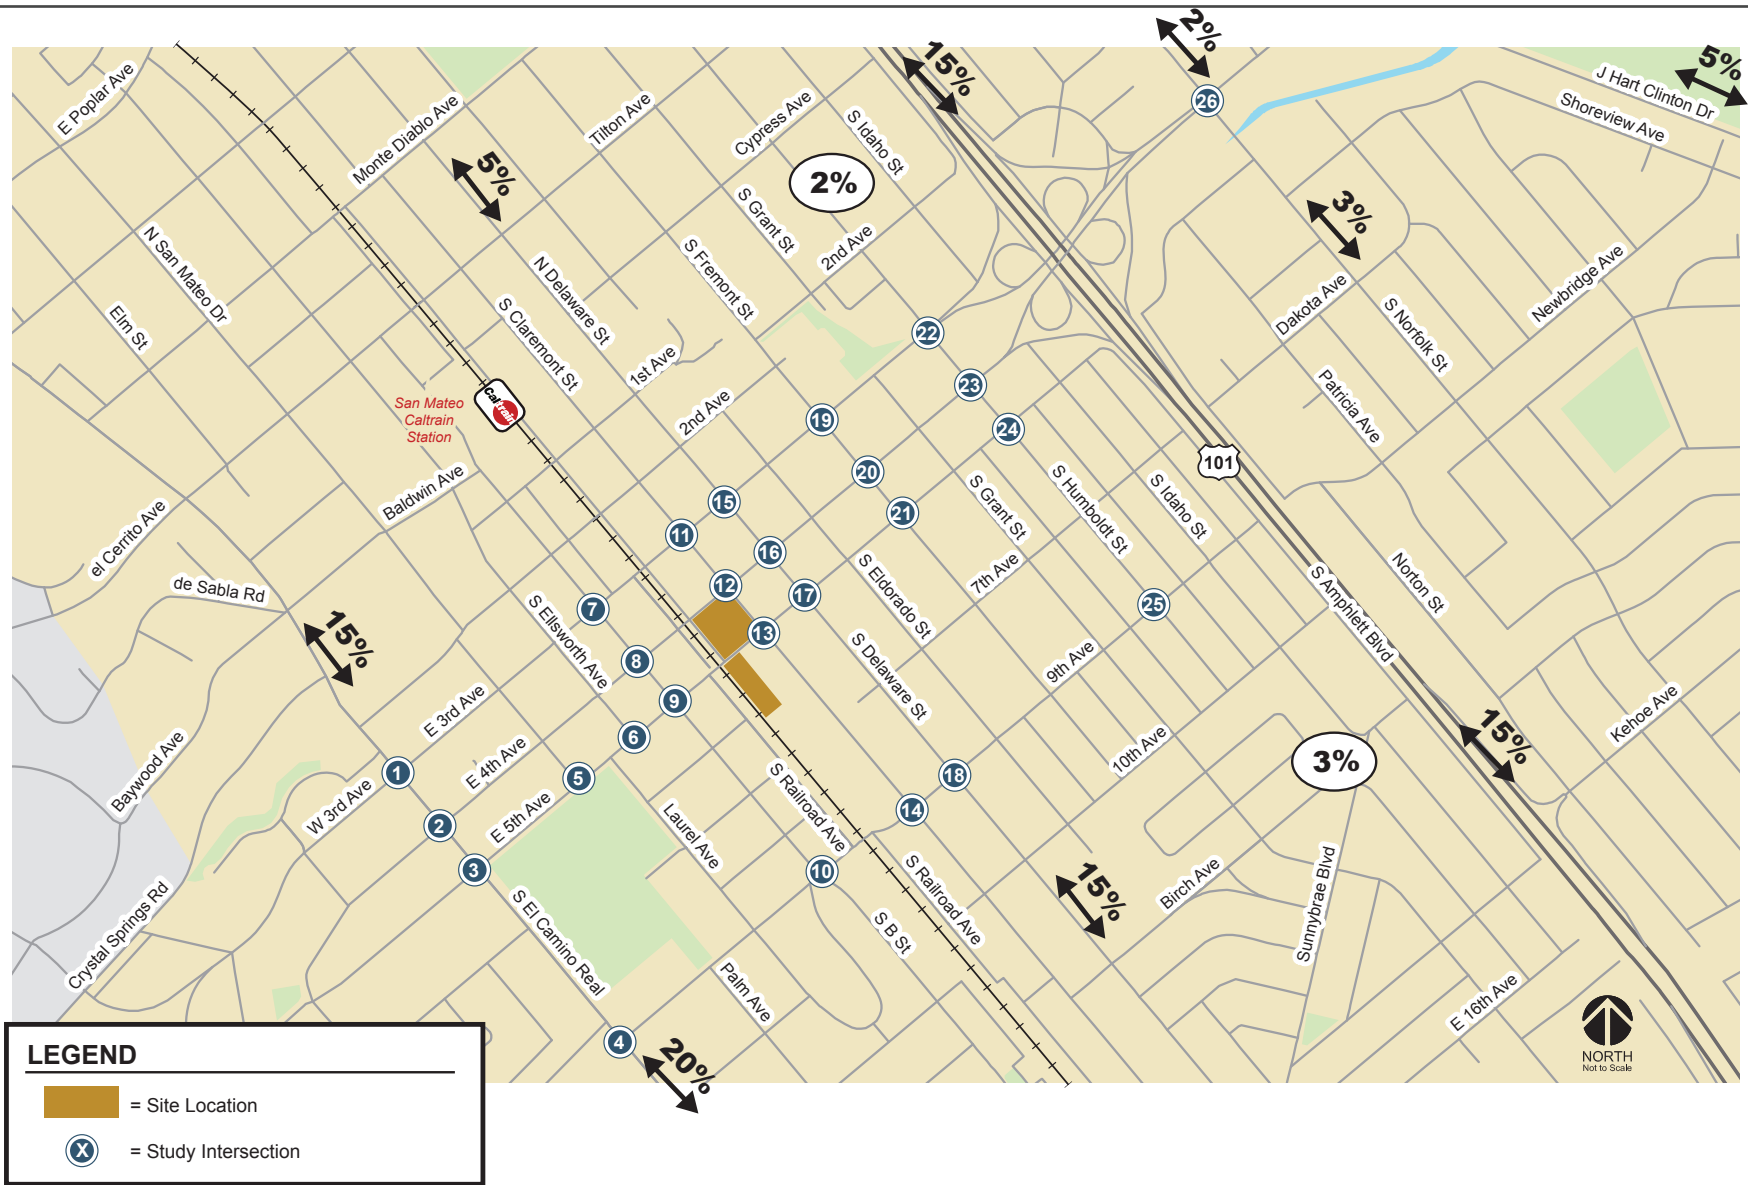 2%
15%
5%
26
E Poplar Ave
J Hart Clinton Dr
Shoreview Ave
Monte Diablo Ave
Tilton Ave
Cypress Ave
S Idaho St
5%
2%
3%
N San Mateo Dr
S Grant St
2nd Ave
S Fremont St
N Delaware St
Elm St
S Claremont St
1st Ave
Dakota Ave
S Norfolk St
Newbridge Ave
22
Caltrain
San Mateo
Caltrain
Station
2nd Ave
23
19
24
Patricia Ave
101
Baldwin Ave
20
15
21
S Grant St
S Humboldt St
S Idaho St
el Cerrito Ave
11
16
de Sabla Rd
12
17
7
S Eldorado St
7th Ave
25
S Amphlett Blvd
Norton St
15%
S Ellsworth Ave
13
8
S Delaware St
9th Ave
E 3rd Ave
9
6
Kehoe Ave
15%
Baywood Ave
1
E 4th Ave
5
18
10th Ave
3%
W 3rd Ave
2
E 5th Ave
S Railroad Ave
14
Laurel Ave
3
10
15%
Birch Ave
Sunnybrae Blvd
Crystal Springs Rd
S El Camino Real
S B St
S Railroad Ave
Palm Ave
E 16th Ave
4
20%
NORTH
Not to Scale
LEGEND
= Site Location
X = Study Intersection